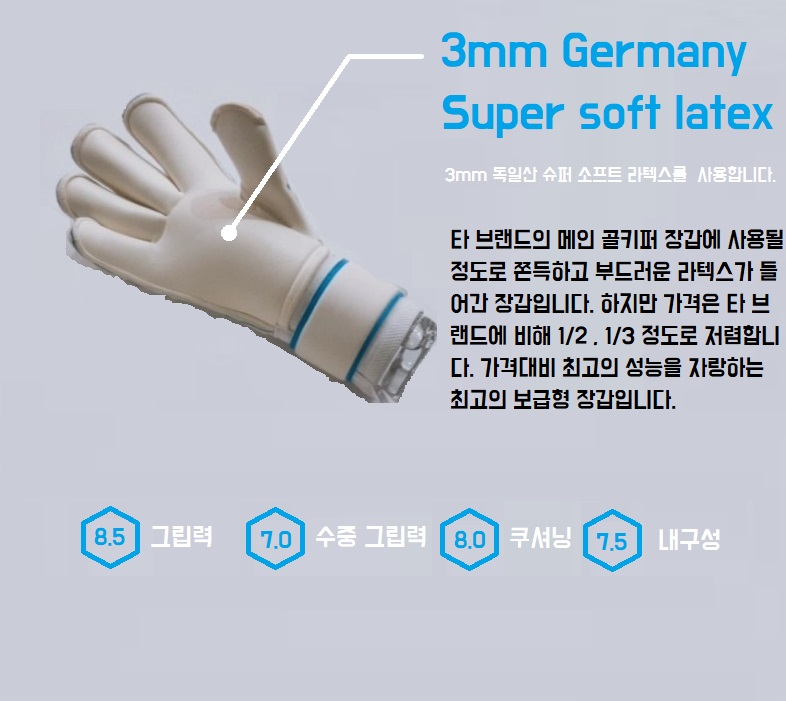 3mm Germany
Super soft latex
3mm 독일산 슈퍼 소프트 라텍스를 사용합니다.
타 브랜드의 메인 골키퍼 장갑에 사용될
정도로 쫀득하고 부드러운 라텍스가 들
어간 장갑입니다. 하지만 가격은 타 브
랜드에 비해 1/2 , 1/3 정도로 저렴합니
다. 가격대비 최고의 성능을 자랑하는
최고의 보급형 장갑입니다.
8.5 그립력 7.0 수중 그립력 8.0 쿠셔닝 7.5 내구성